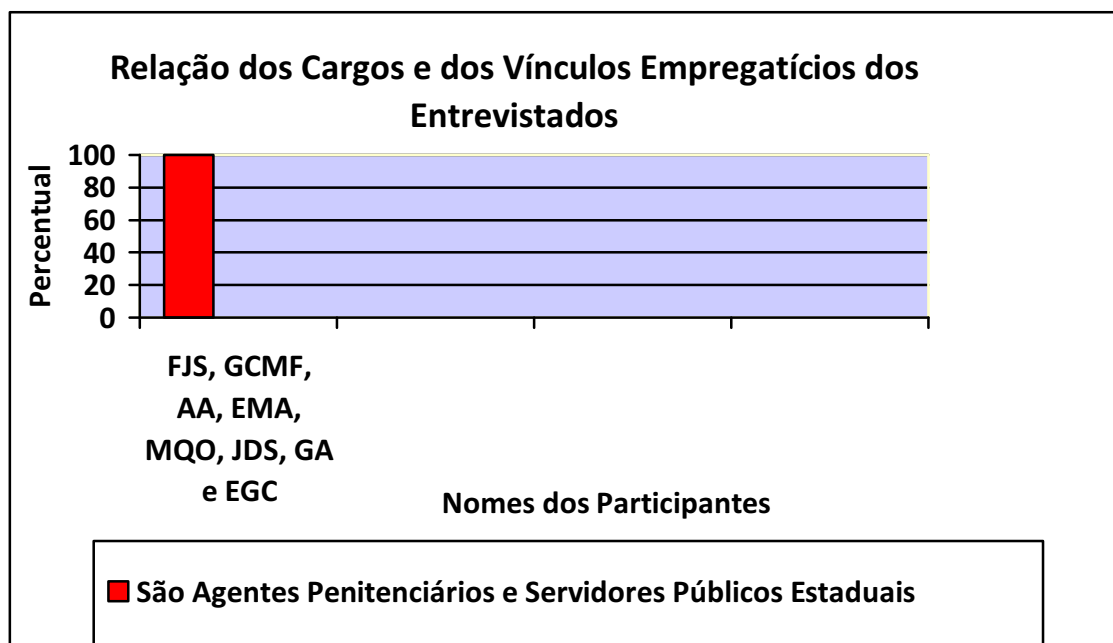 Relação dos Cargos e dos Vínculos Empregatícios dos
Entrevistados
Percentual
100
80
60
40
20
0
FJS, GCMF,
AA, EMA,
MQO, JDS, GA
e EGC
Nomes dos Participantes
São Agentes Penitenciários e Servidores Públicos Estaduais